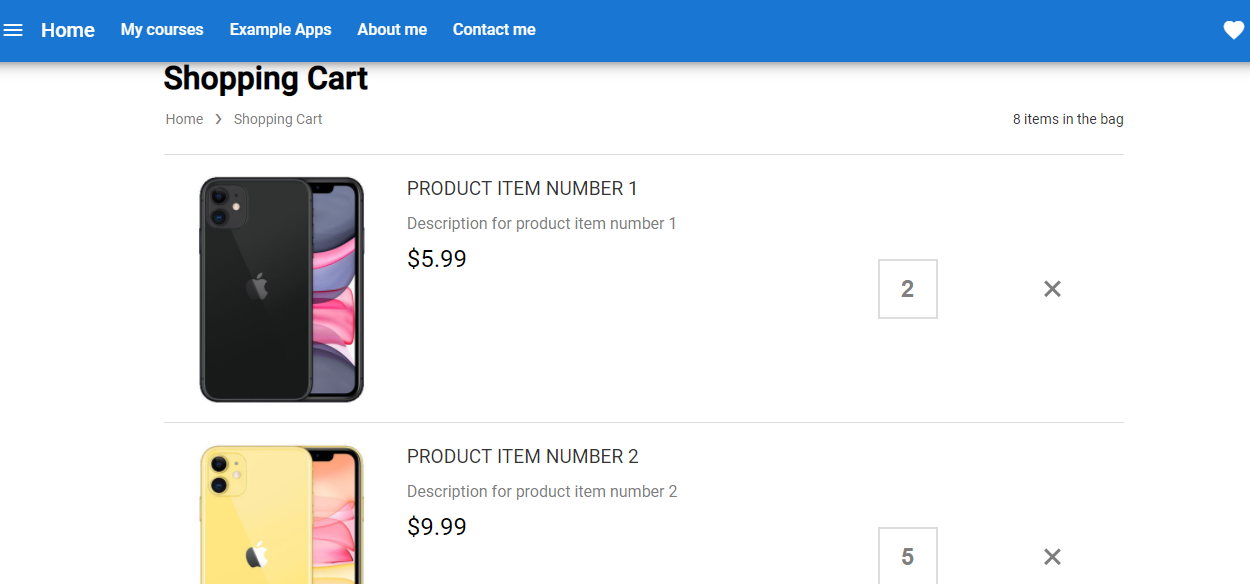 Home My courses Example Apps About me Contact me
Shopping Cart
Home > Shopping Cart
8 items in the bag
PRODUCT ITEM NUMBER 1
Description for product item number 1
$5.99
2
PRODUCT ITEM NUMBER 2
Description for product item number 2
$9.99
5